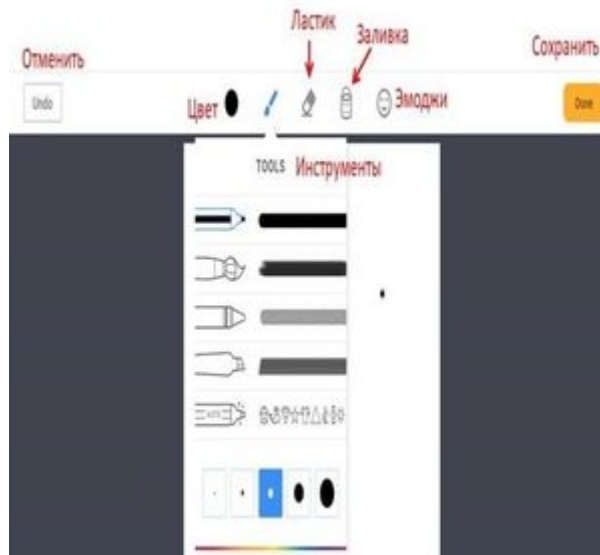 Ластик
Заливка
Отменить
Сохранить
Undo
Цвет
Эмоджи
Done
TOOLS
Инструменты